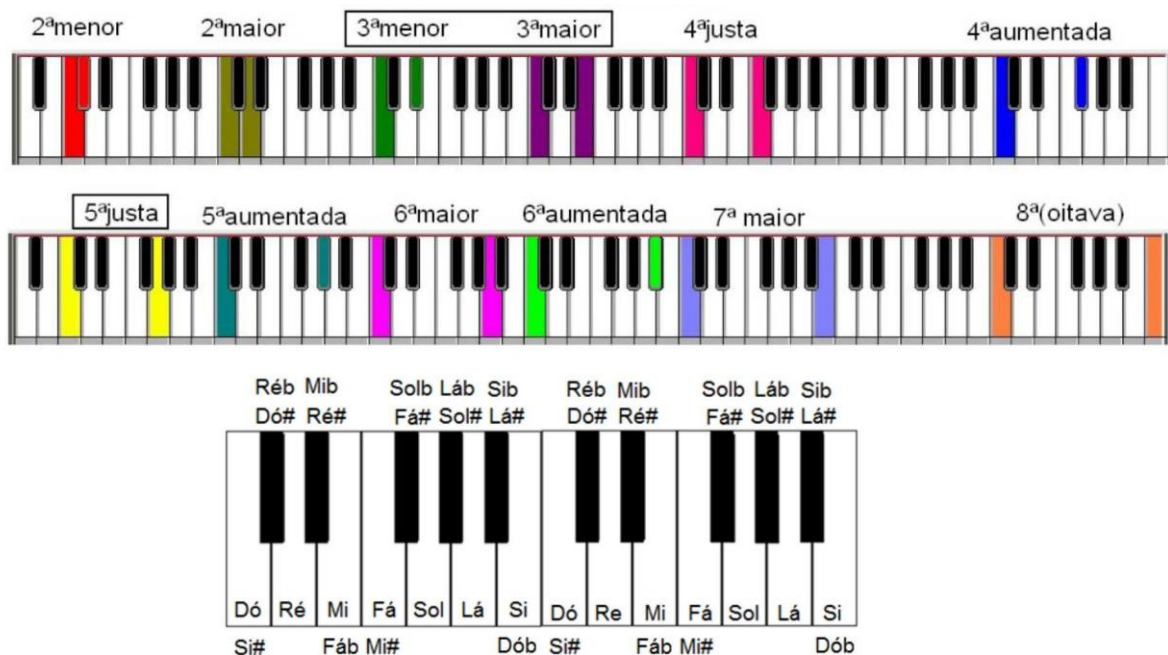 2ªmenor 2ªmaior 3ªmenor 3ªmaior 4ªjusta 4ªaumentada
5ªjusta 5ªaumentada 6ªmaior 6ªaumentada 7ª maior 8ª(oitava)
Réb Mib Solb Láb Sib Réb Mib Solb Láb Sib
Dó# Ré# Fá# Sol# Lá# Dó# Ré# Fá# Sol# Lá#
Dó Ré Mi Fá Sol Lá Si Dó Re Mi Fá Sol Lá Si
Si# Fáb Mi# Dób Si# Fáb Mi# Dób